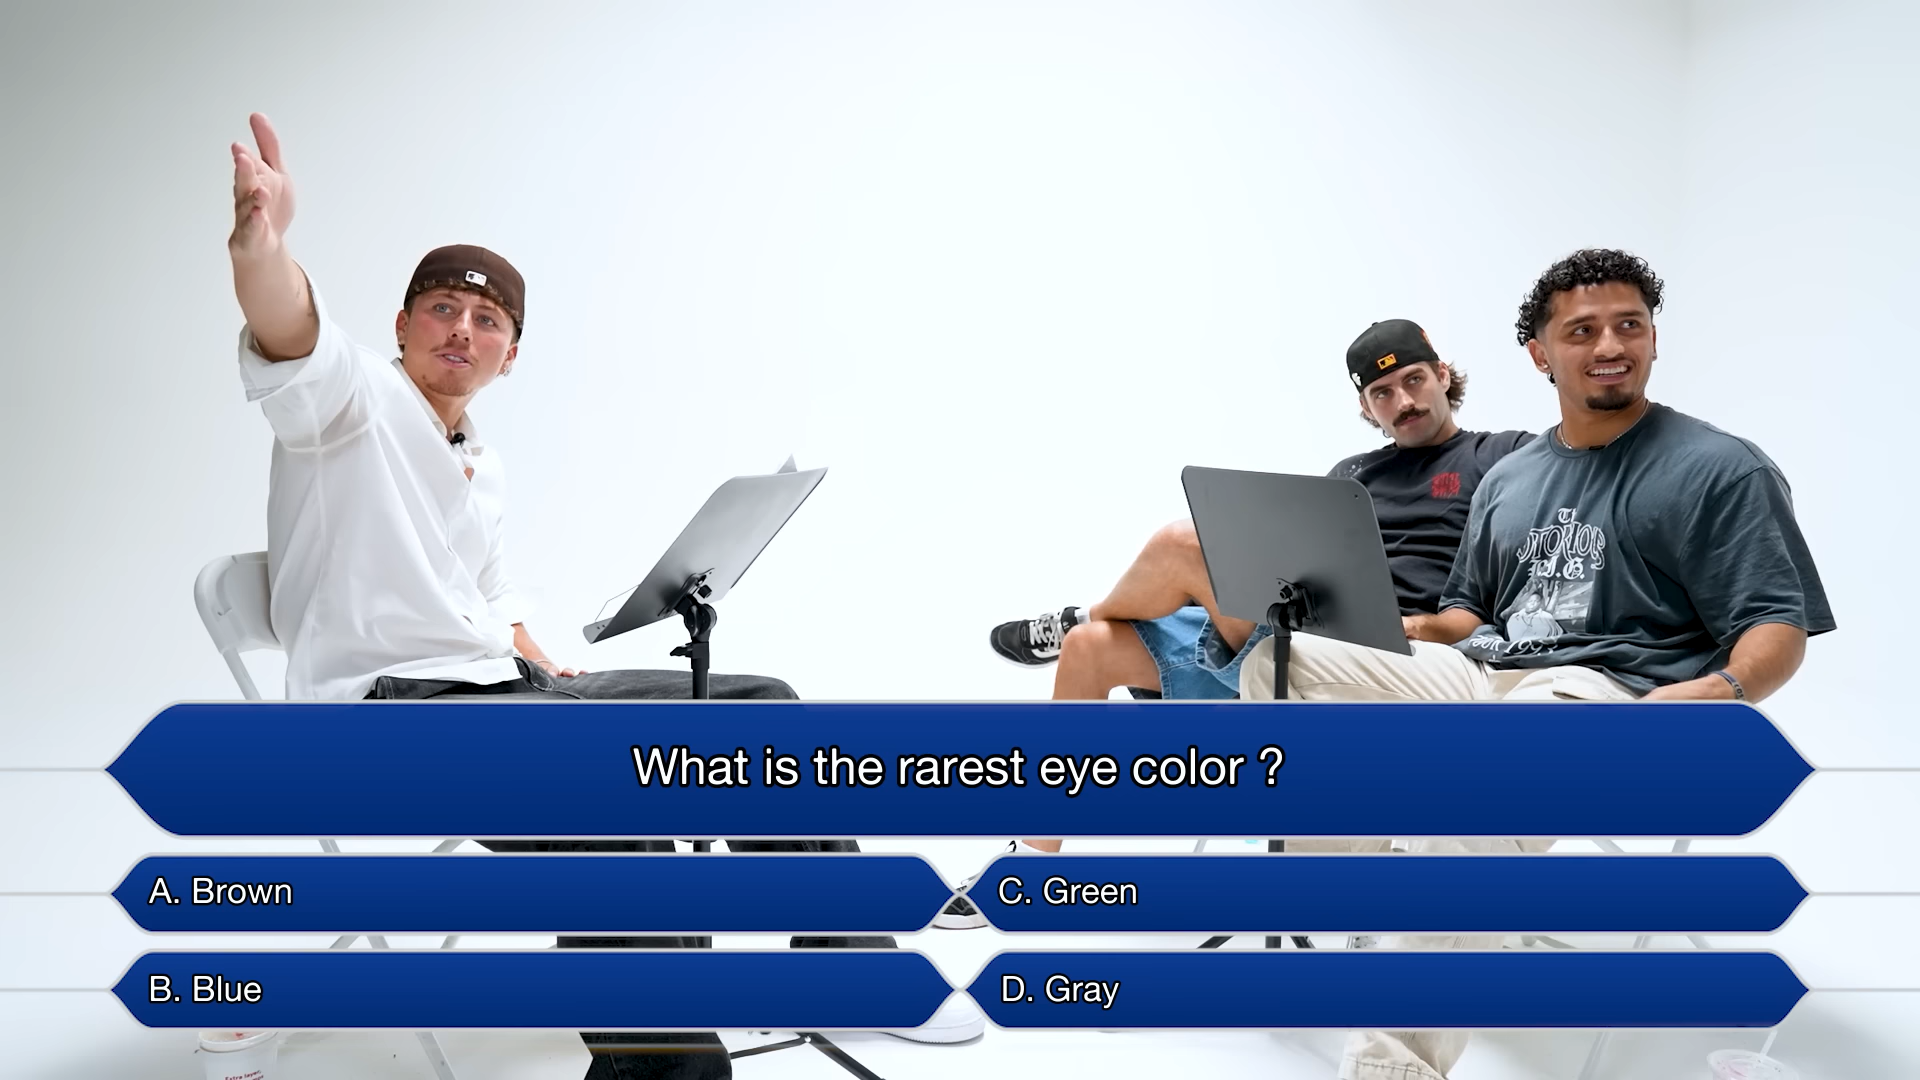 What is the rarest eye color ?
A. Brown
C. Green
B. Blue
D. Gray